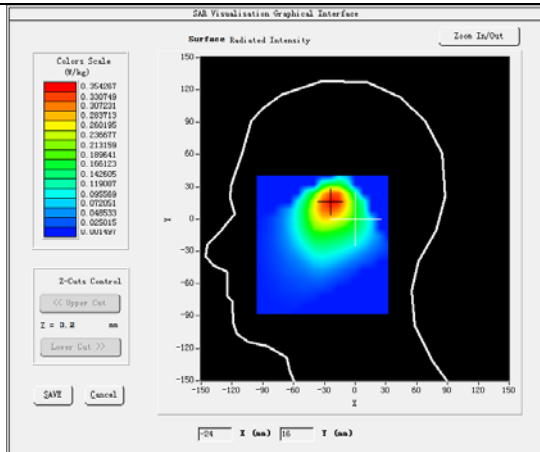 SAR Visualisation Graphical Interface
Surface Radiated Intensity
Zoom In/Out
Colors Scale
(W/kg)
0.354267
0.330749
0.307231
0.283713
0.260195
0.236677
0.213159
0.189641
0.166123
0.142605
0.119087
0.095569
0.072051
0.048533
0.025015
0.001497
150
120
90
60
30
0
-30
-60
-90
-120
-150
Y
-150 -120 -90 -60 -30 0 30 60 90 120 150
X
Z-Cuts Control
<< Upper Cut
Z = 3.2 mm
Lower Cut >>
SAVE Cancel
-24 X (mm) 16 Y (mm)